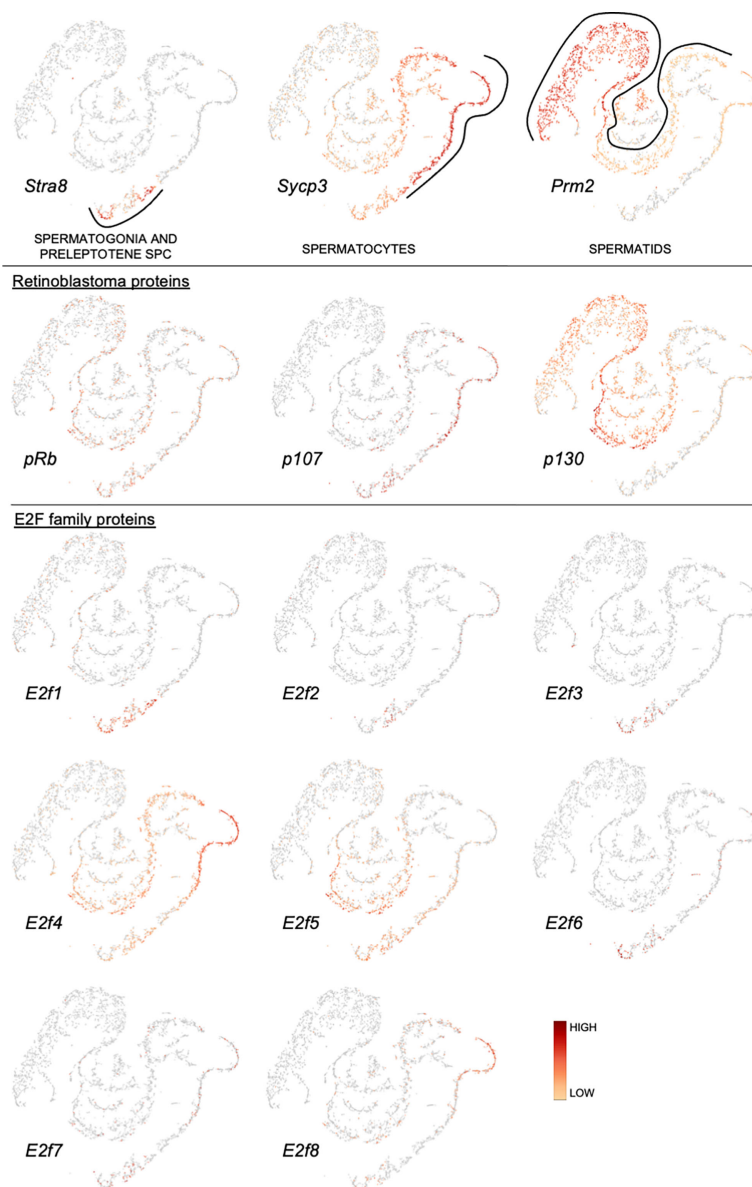 Stra8
Sycp3
Prm2
SPERMATOGONIA AND
PRELEPTOTENE SPC
SPERMATOCYTES
SPERMATIDS
Retinoblastoma proteins
pRb
p107
p130
E2F family proteins
E2f1
E2f2
E2f3
E2f4
E2f5
E2f6
E2f7
E2f8
HIGH
LOW